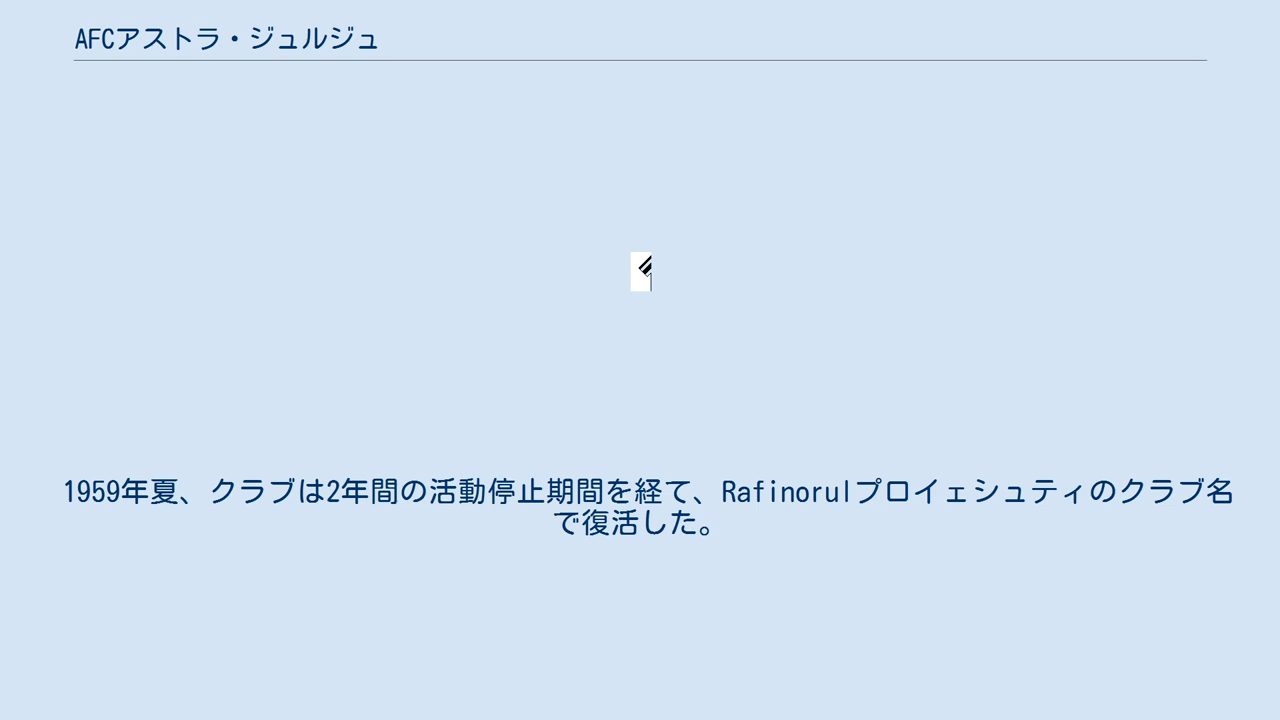 AFCアストラ・ジュルジュ
1959年夏、クラブは2年間の活動停止期間を経て、Rafinorulプロイェシュティのクラブ名
で復活した。